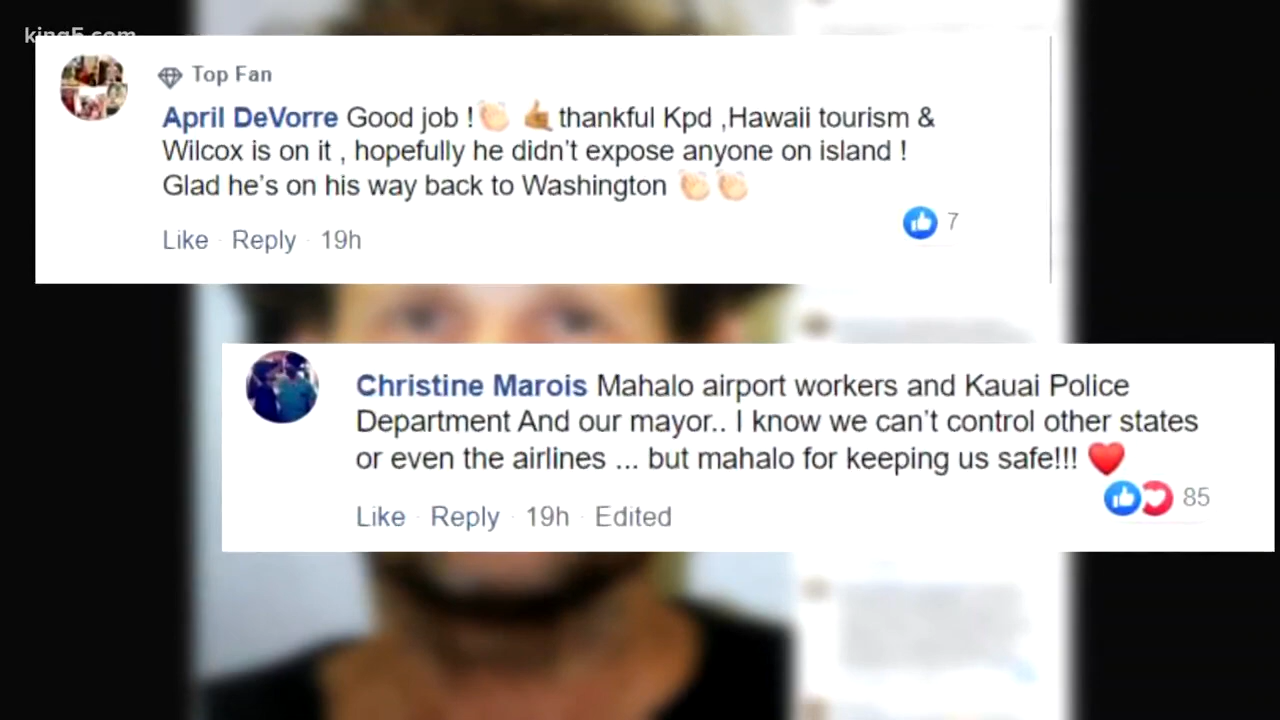 king5.com
Top Fan
April DeVorre Good job !👏🏻 🤙🏽 thankful Kpd ,Hawaii tourism &
Wilcox is on it , hopefully he didn't expose anyone on island !
Glad he's on his way back to Washington 👏🏻👏🏻
7
Like · Reply · 19h
Christine Marois Mahalo airport workers and Kauai Police
Department And our mayor.. I know we can't control other states
or even the airlines ... but mahalo for keeping us safe!!! ❤️
85
Like · Reply · 19h · Edited